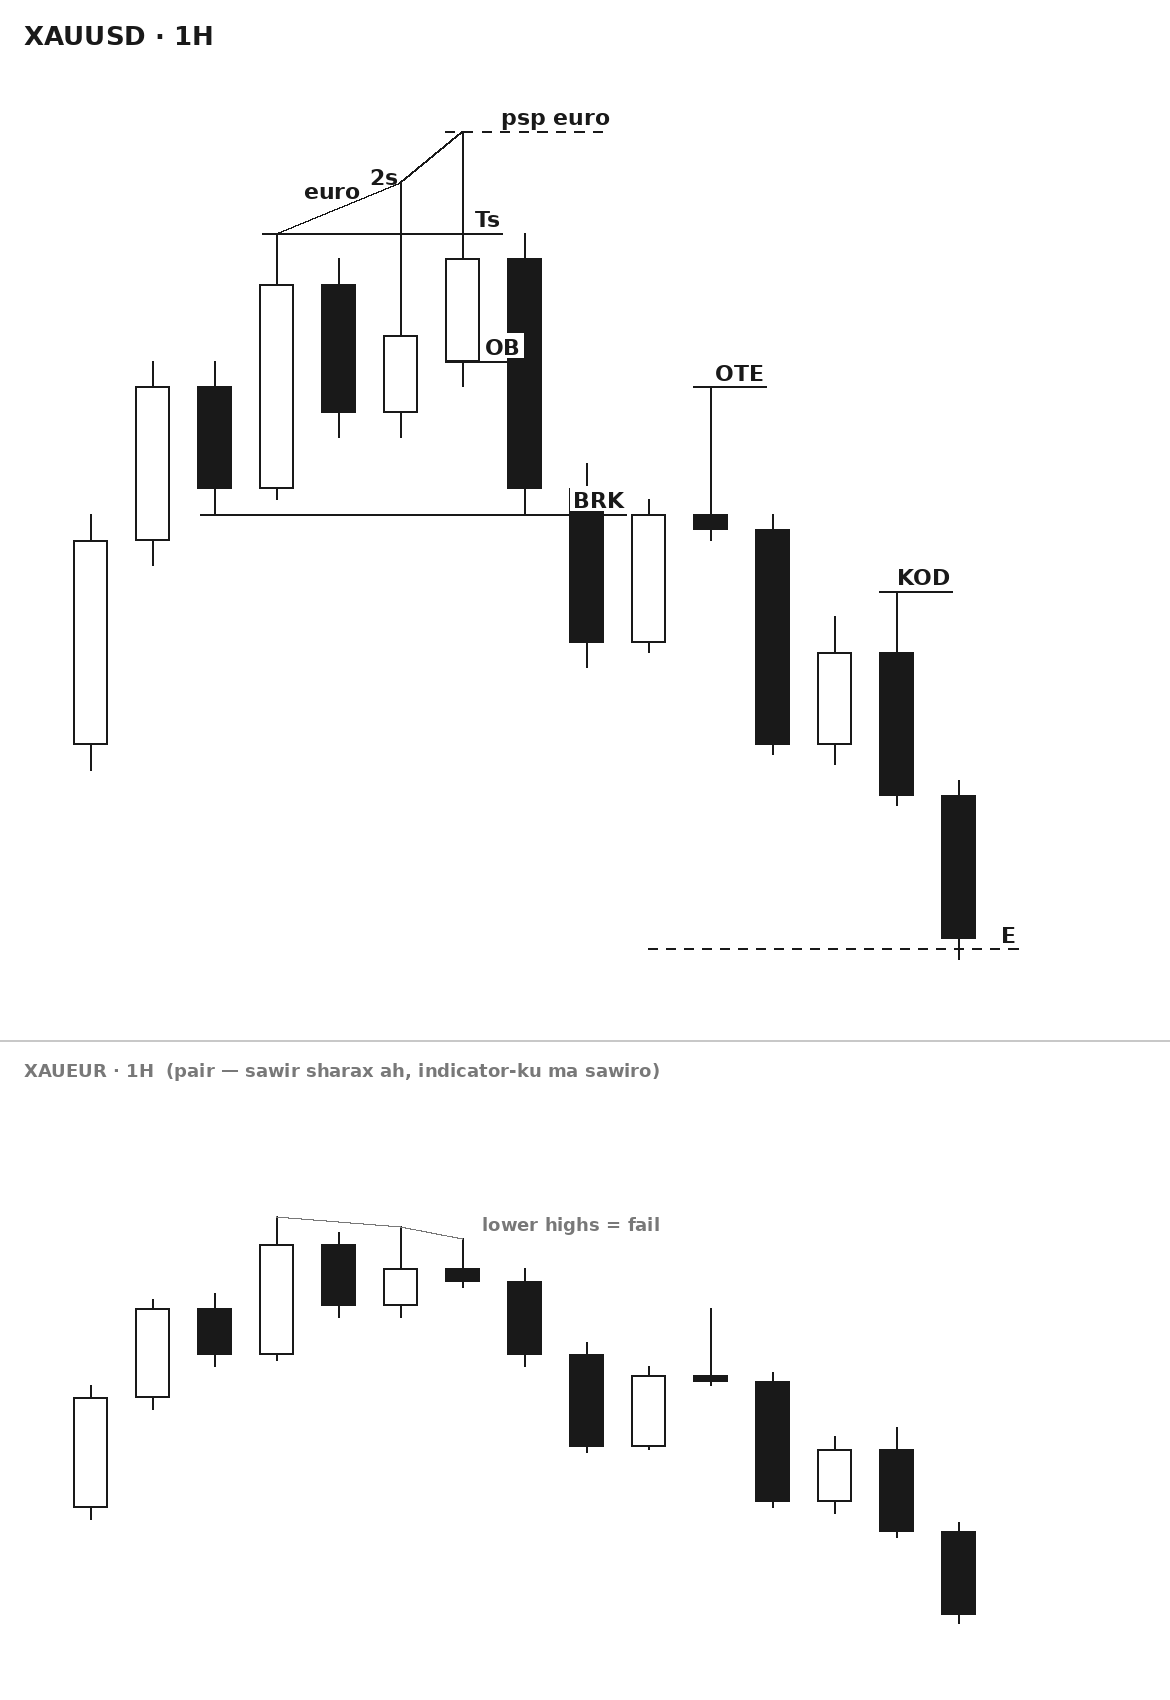 XAUUSD · 1H
psp euro
2s
euro
Ts
OB
OTE
BRK
KOD
E
XAUEUR · 1H (pair — sawir sharax ah, indicator-ku ma sawiro)
lower highs = fail